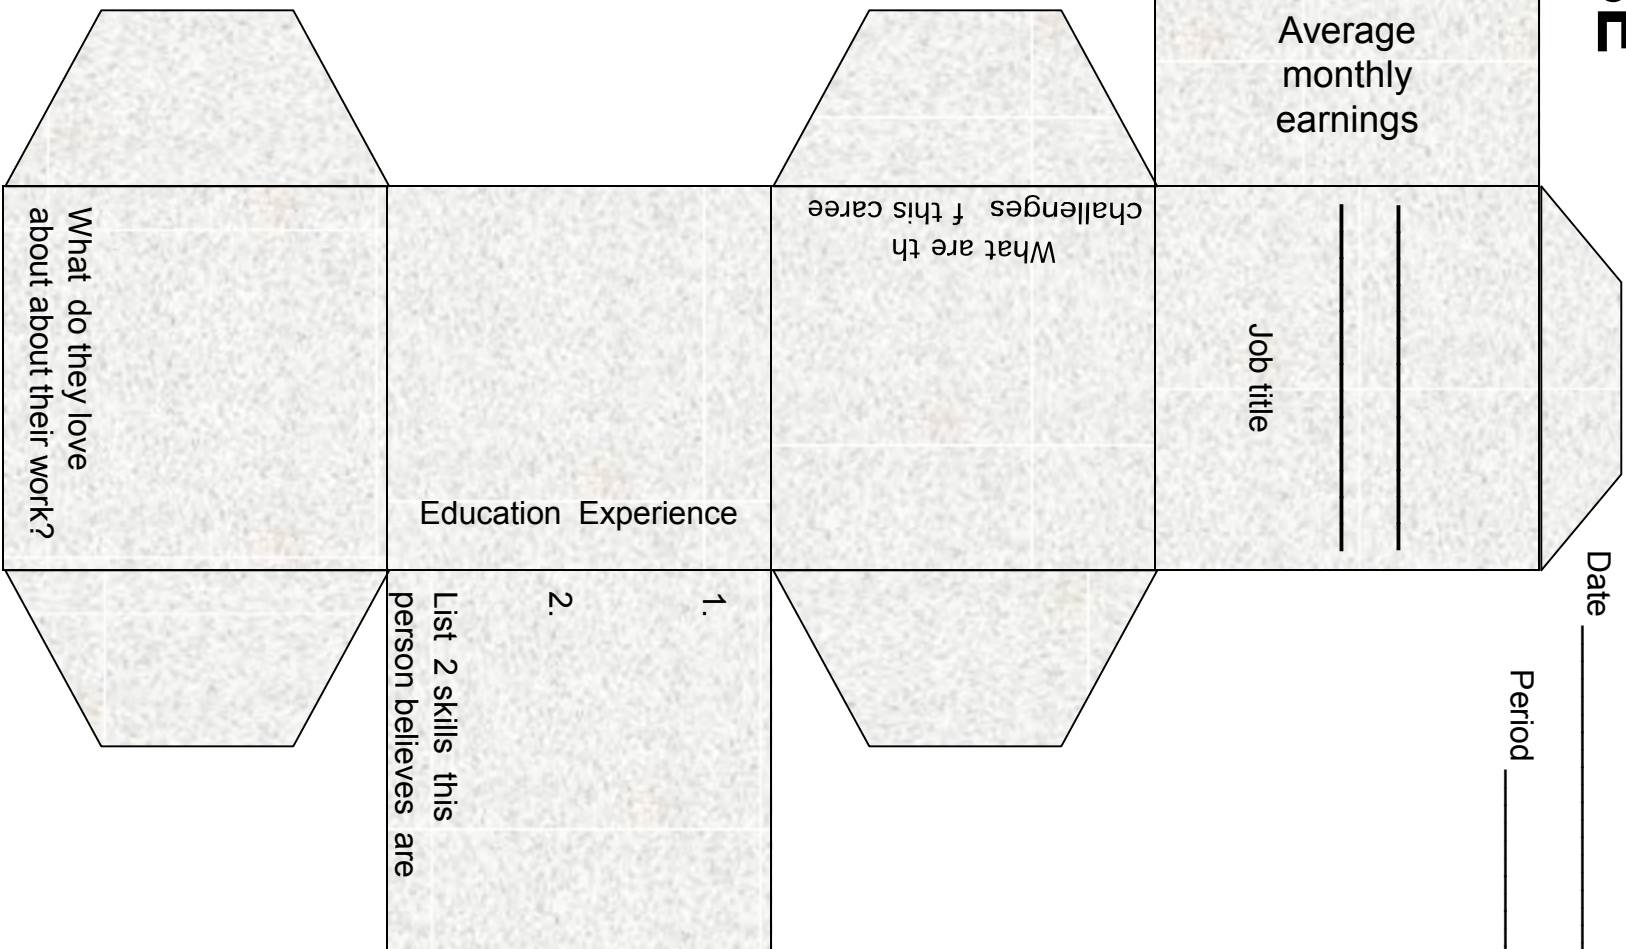 E
Average
monthly
earnings
What are th
challenges f this caree
What do they love
about about their work?
Job title
Education Experience
Date
Period
1.
2.
List 2 skills this
person believes are